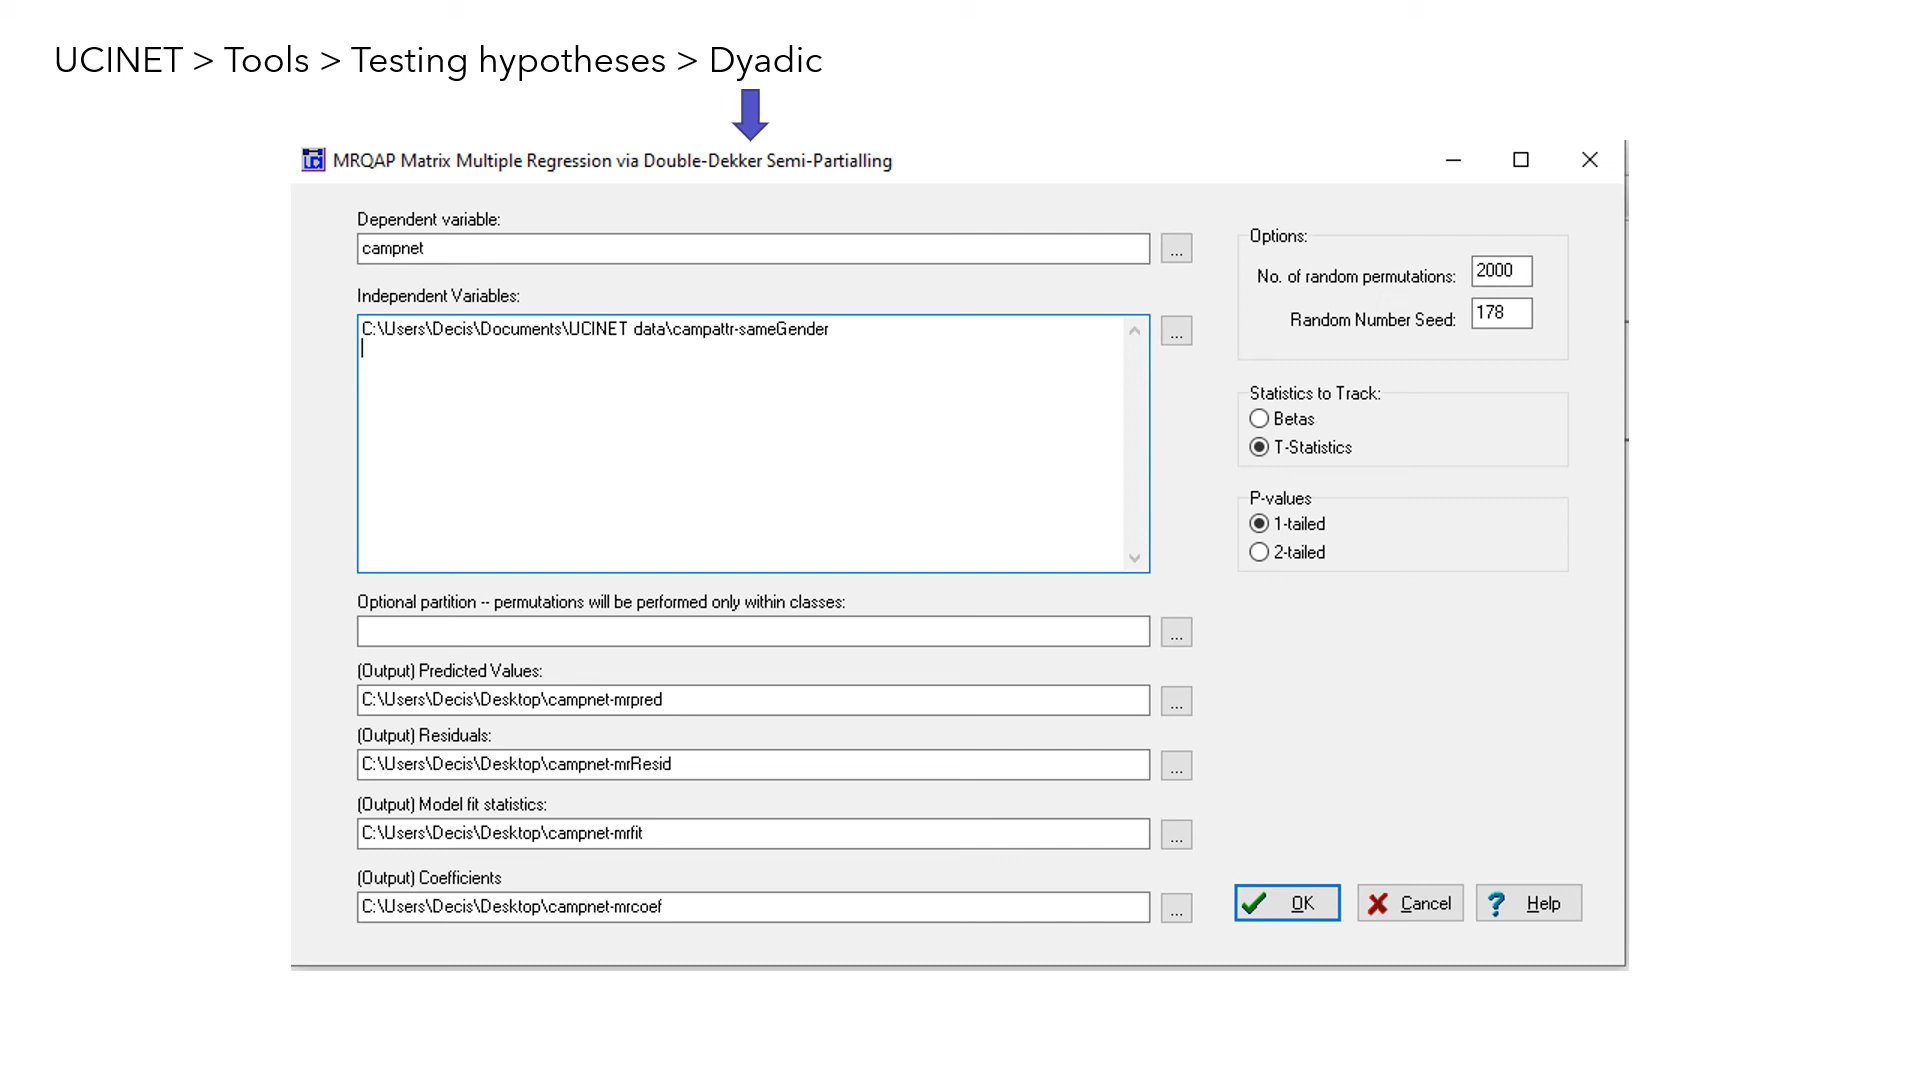 UCINET > Tools > Testing hypotheses > Dyadic
MRQAP Matrix Multiple Regression via Double-Dekker Semi-Partialling
Dependent variable:
campnet
...
Independent Variables:
C:\Users\Decis\Documents\UCINET data\campattr-sameGender
...
Optional partition -- permutations will be performed only within classes:
...
(Output) Predicted Values:
C:\Users\Decis\Desktop\campnet-mrpred
...
(Output) Residuals:
C:\Users\Decis\Desktop\campnet-mrResid
...
(Output) Model fit statistics:
C:\Users\Decis\Desktop\campnet-mrfit
...
(Output) Coefficients
C:\Users\Decis\Desktop\campnet-mrcoef
...
Options:
No. of random permutations: 2000
Random Number Seed: 178
Statistics to Track:
Betas
T-Statistics
P-values
1-tailed
2-tailed
OK Cancel Help